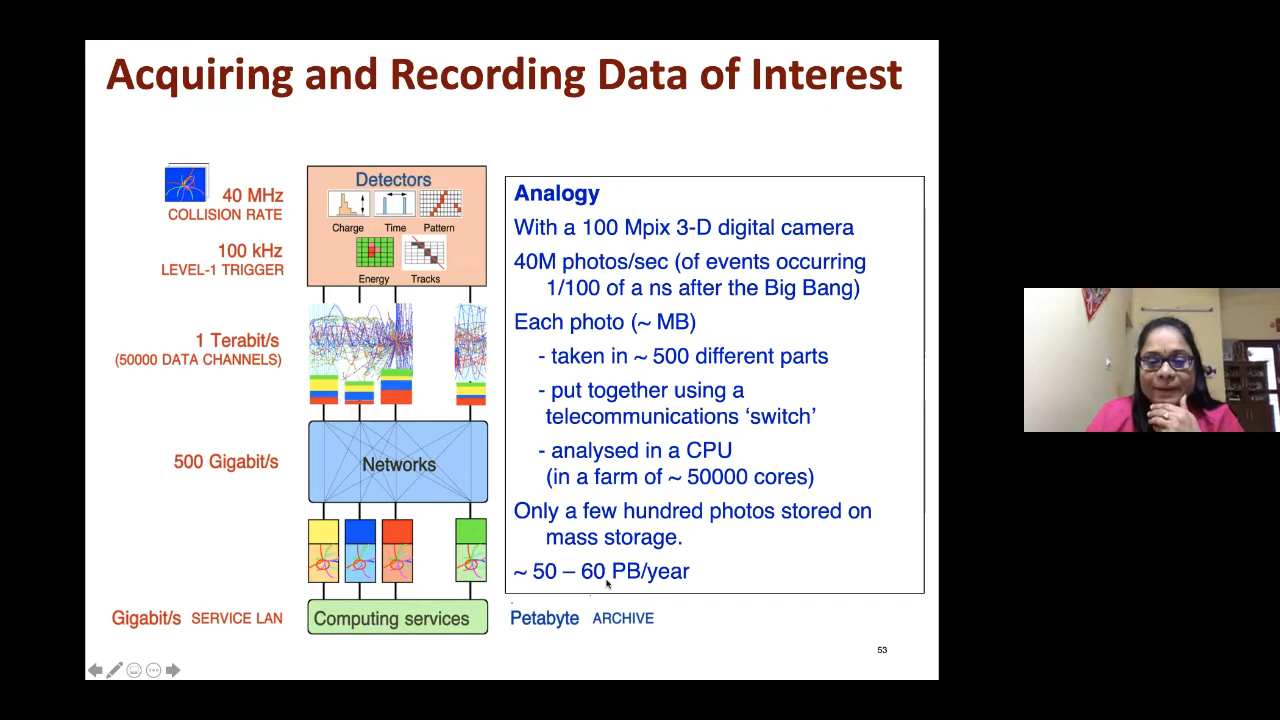 Acquiring and Recording Data of Interest
40 MHz
COLLISION RATE
100 kHz
LEVEL-1 TRIGGER
1 Terabit/s
(50000 DATA CHANNELS)
500 Gigabit/s
Gigabit/s SERVICE LAN
Detectors
Charge Time Pattern
Energy Tracks
Networks
Computing services
Analogy
With a 100 Mpix 3-D digital camera
40M photos/sec (of events occurring
1/100 of a ns after the Big Bang)
Each photo (~ MB)
- taken in ~ 500 different parts
- put together using a
telecommunications ‘switch’
- analysed in a CPU
(in a farm of ~ 50000 cores)
Only a few hundred photos stored on
mass storage.
~ 50 – 60 PB/year
Petabyte ARCHIVE
53